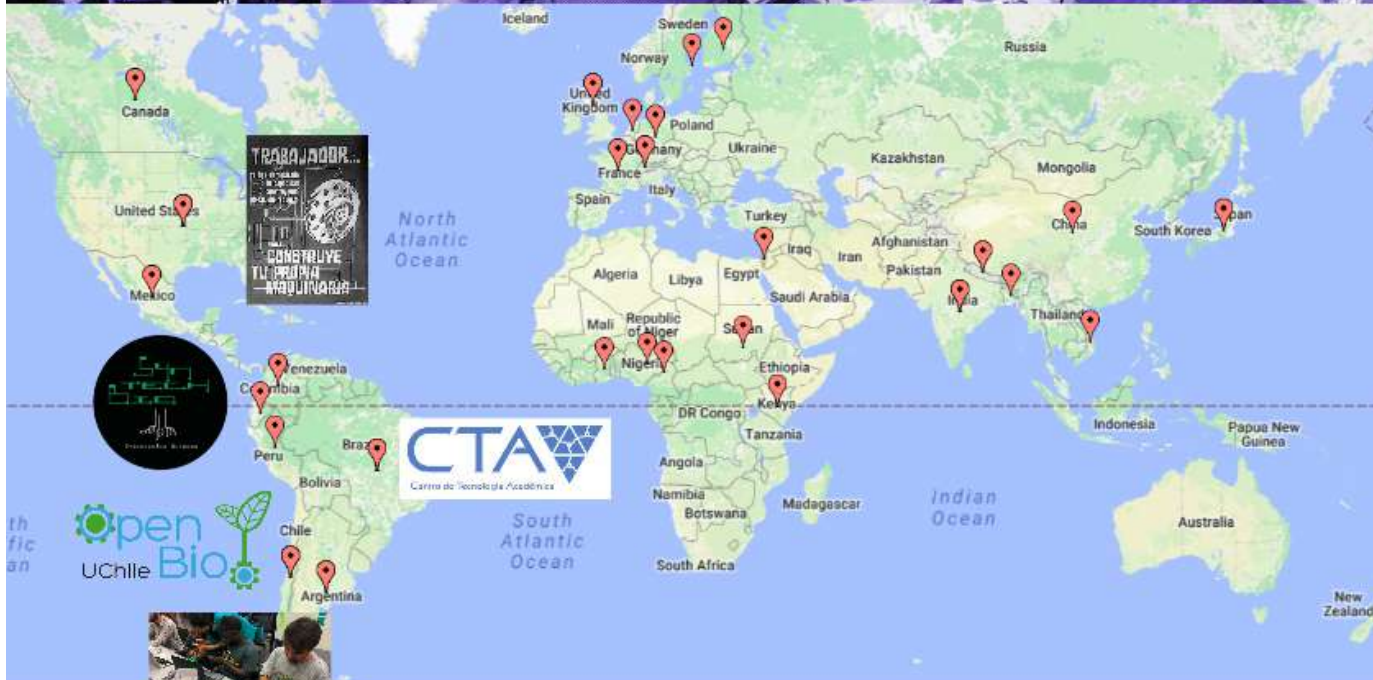 Iceland
Sweden
Norway
Russia
Canada
United
Kingdom
Poland
Germany
Ukraine
France
Kazakhstan
Mongolia
TRABAJADOR...
CONSTRUYE
TU PROPIA
MAQUINARIA
United States
North
Atlantic
Ocean
Spain
Italy
Turkey
China
South Korea
Japan
Iraq
Iran
Afghanistan
Pakistan
Algeria
Libya
Egypt
Saudi Arabia
India
Thailand
Mexico
Mali
Republic
of Niger
Sudan
Nigeria
Ethiopia
Venezuela
Colombia
Kenya
DR Congo
Tanzania
Indonesia
Papua New
Guinea
Peru
Brazil
CTA
Centro de Tecnologia Acadêmica
Bolivia
Angola
Namibia
Botswana
Madagascar
Indian
Ocean
Australia
Open
UChile Bio
Chile
South
Atlantic
Ocean
South Africa
Argentina
New
Zealand